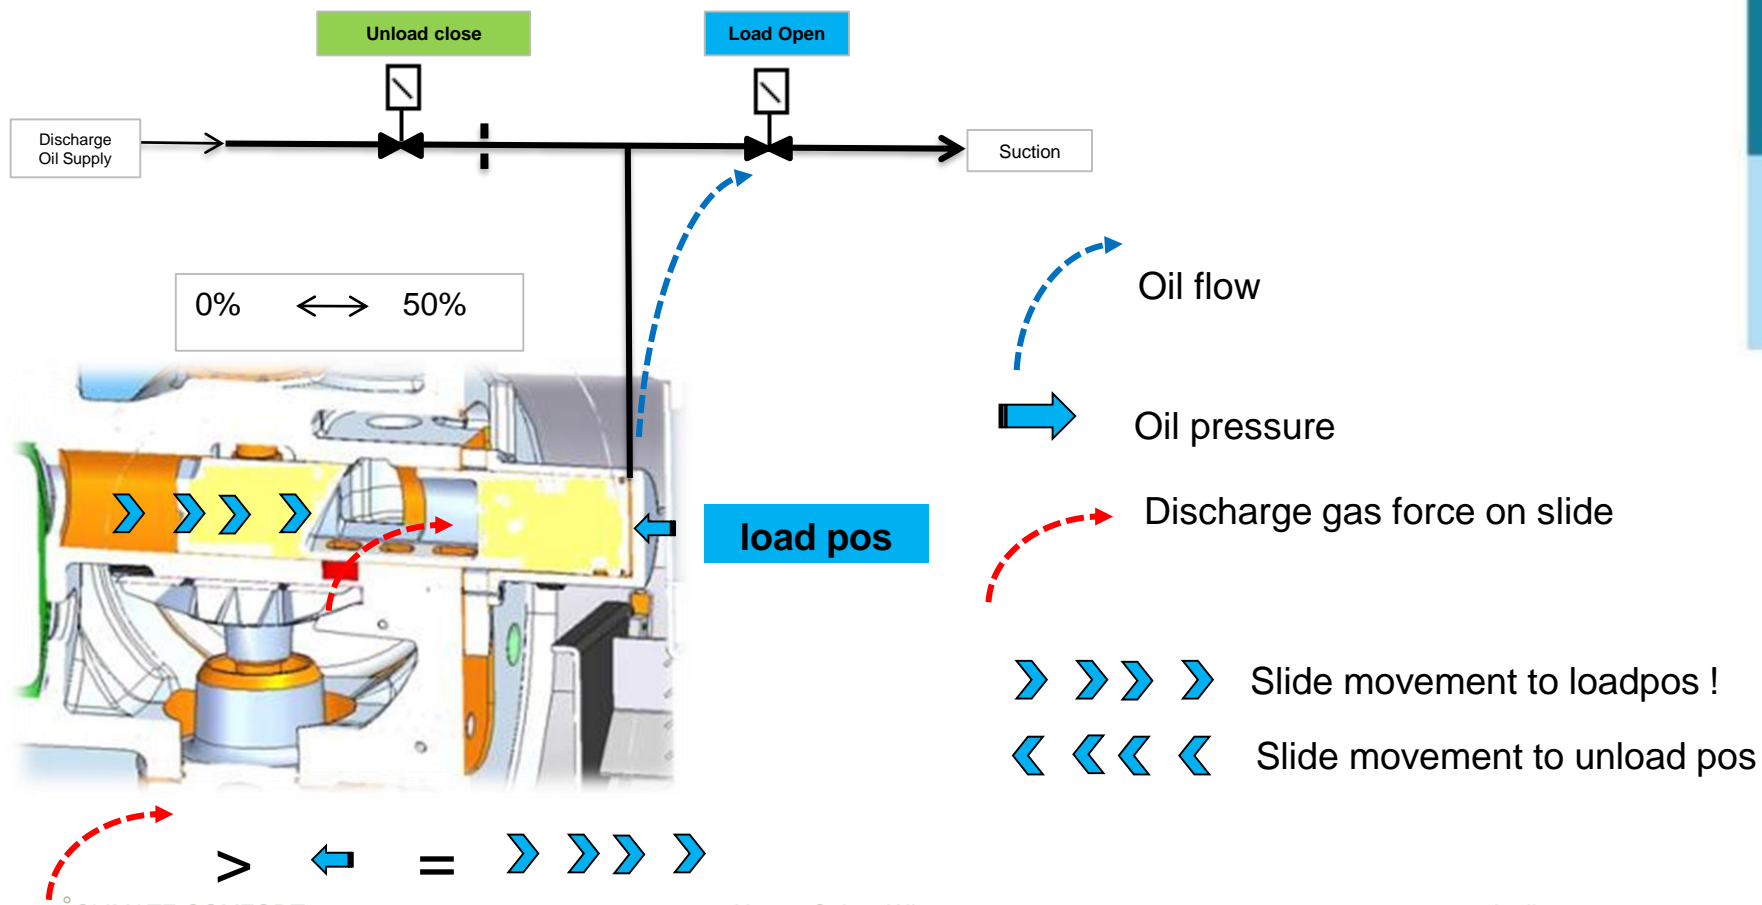 Unload close
Load Open
Discharge
Oil Supply
Suction
0% 50%
Oil flow
Oil pressure
load pos
Discharge gas force on slide
Slide movement to loadpos !
Slide movement to unload pos
> =